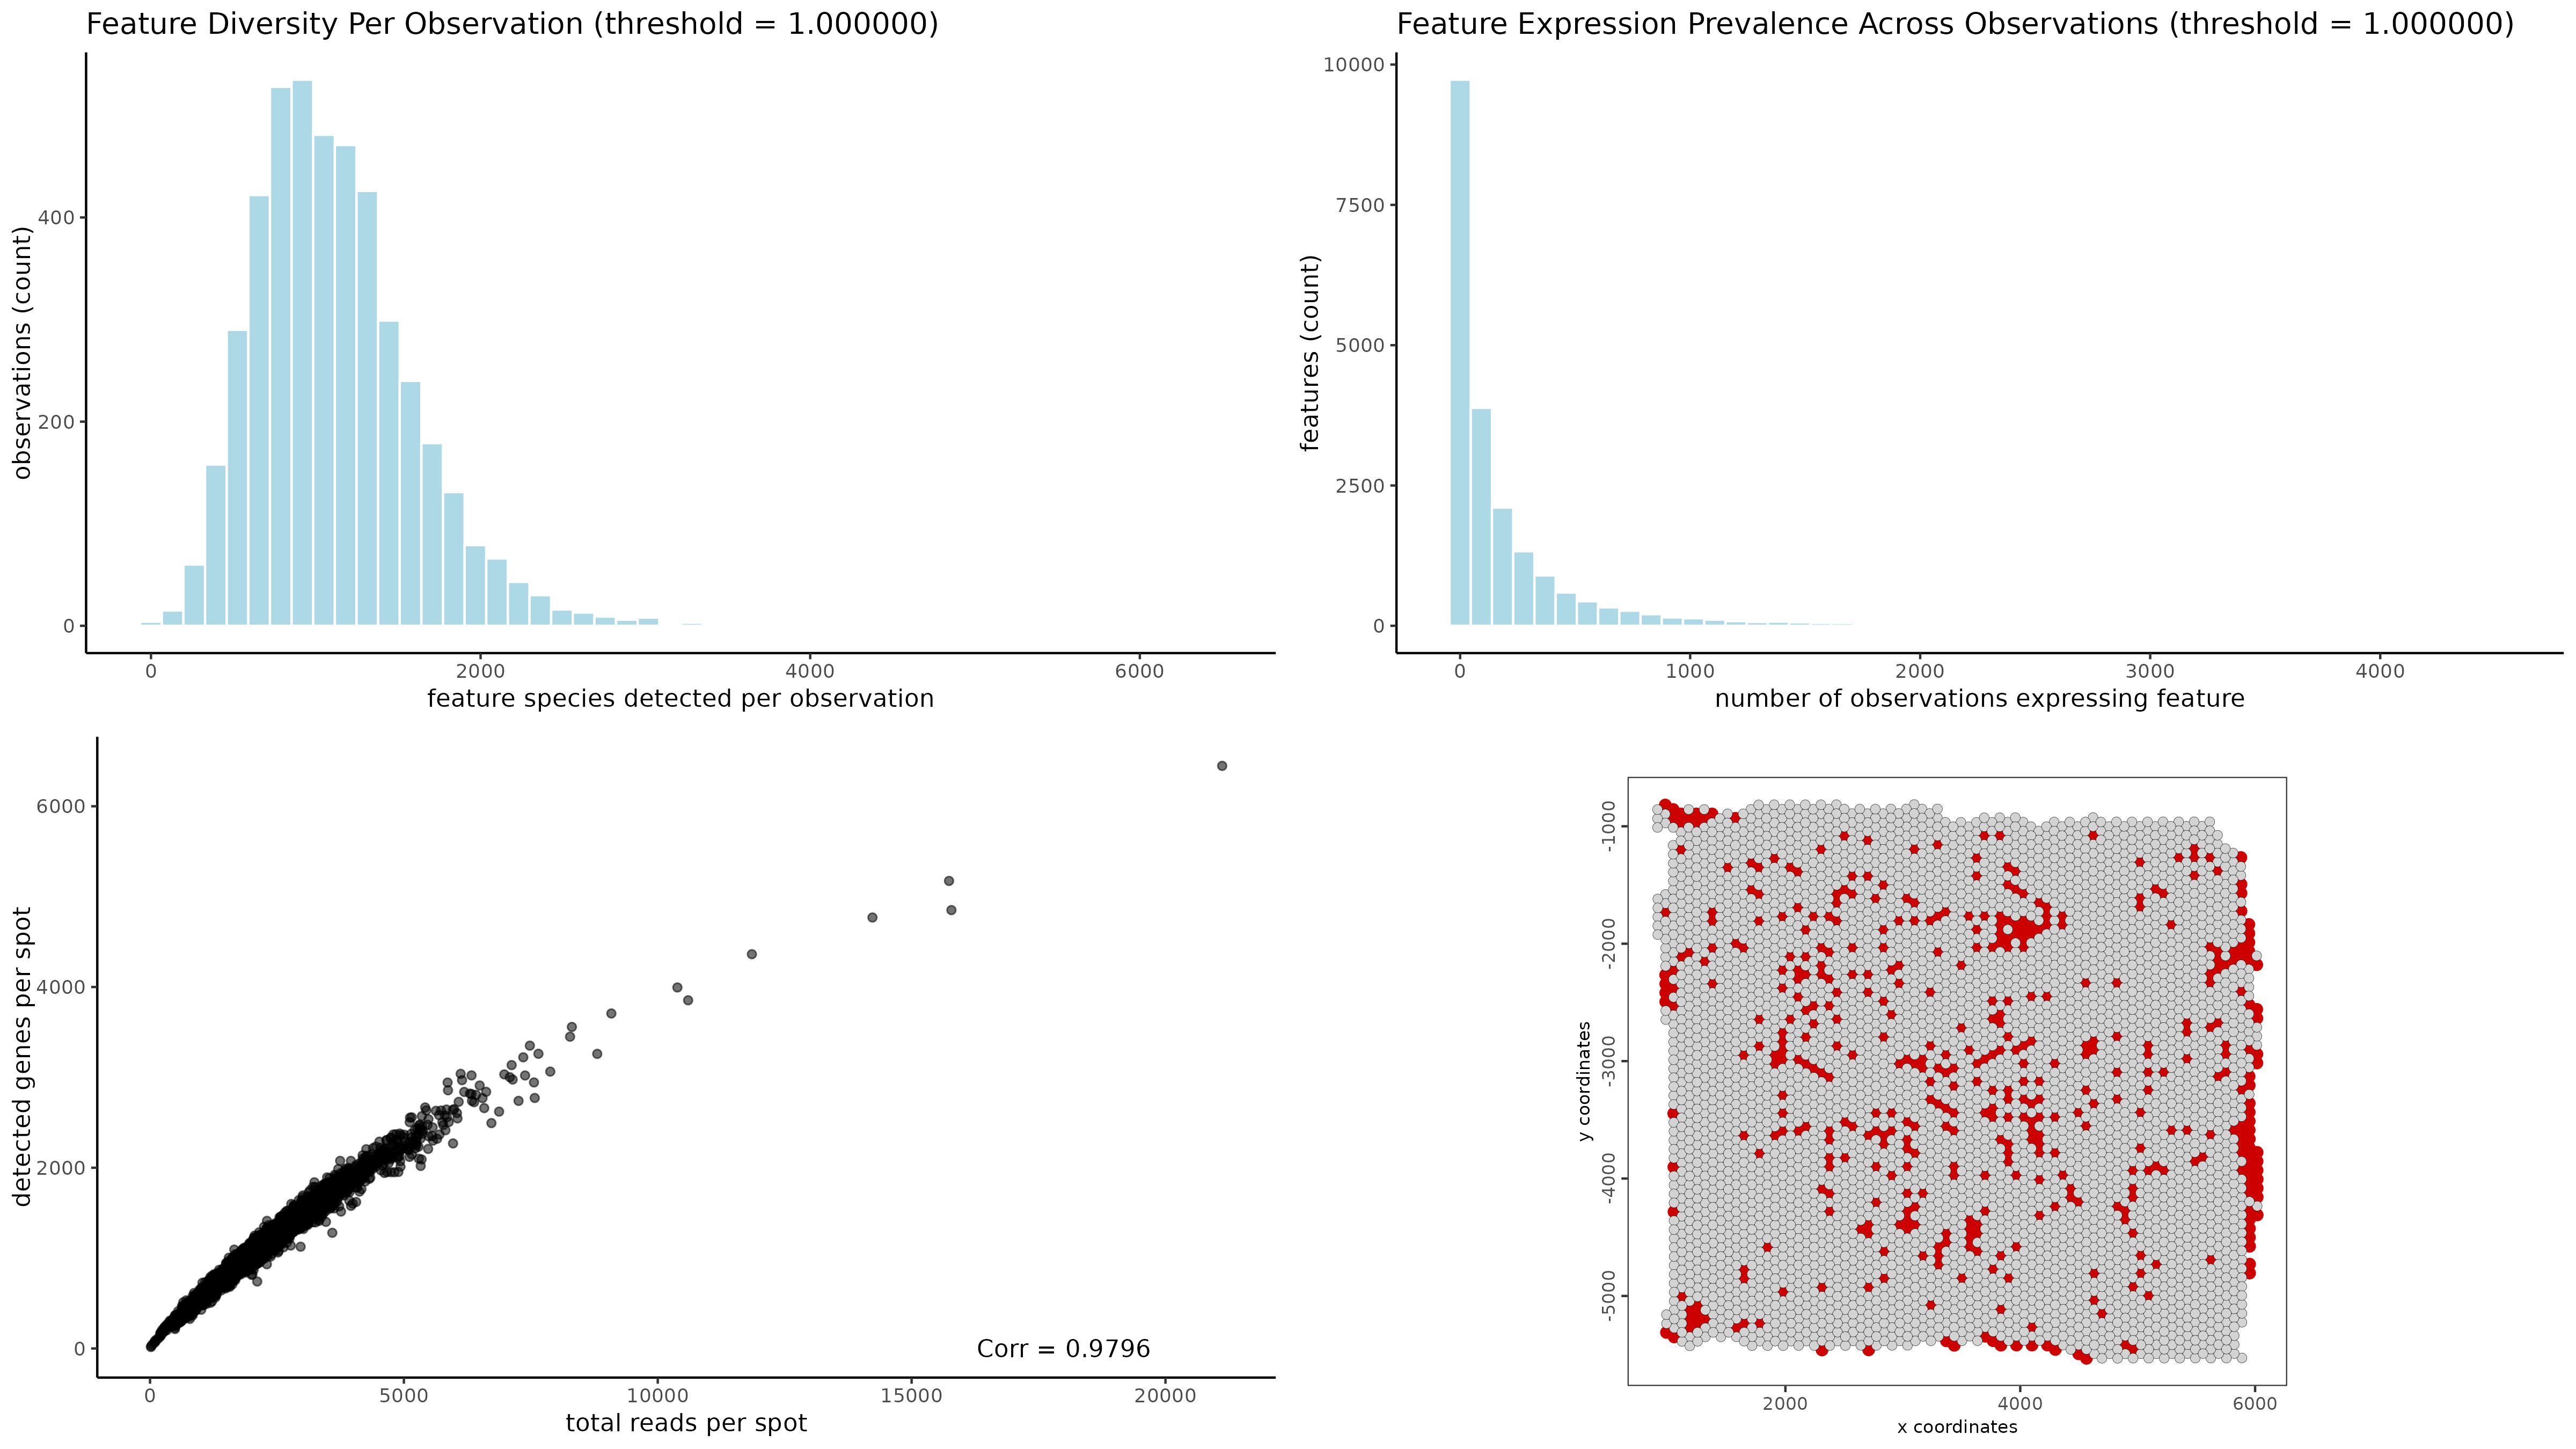 Feature Diversity Per Observation (threshold = 1.000000)
observations (count)
400
200
0
0 2000 4000 6000
feature species detected per observation
Feature Expression Prevalence Across Observations (threshold = 1.000000)
features (count)
10000
7500
5000
2500
0
0 1000 2000 3000 4000
number of observations expressing feature
detected genes per spot
6000
4000
2000
0
Corr = 0.9796
0 5000 10000 15000 20000
total reads per spot
y coordinates
-1000
-2000
-3000
-4000
-5000
2000 4000 6000
x coordinates